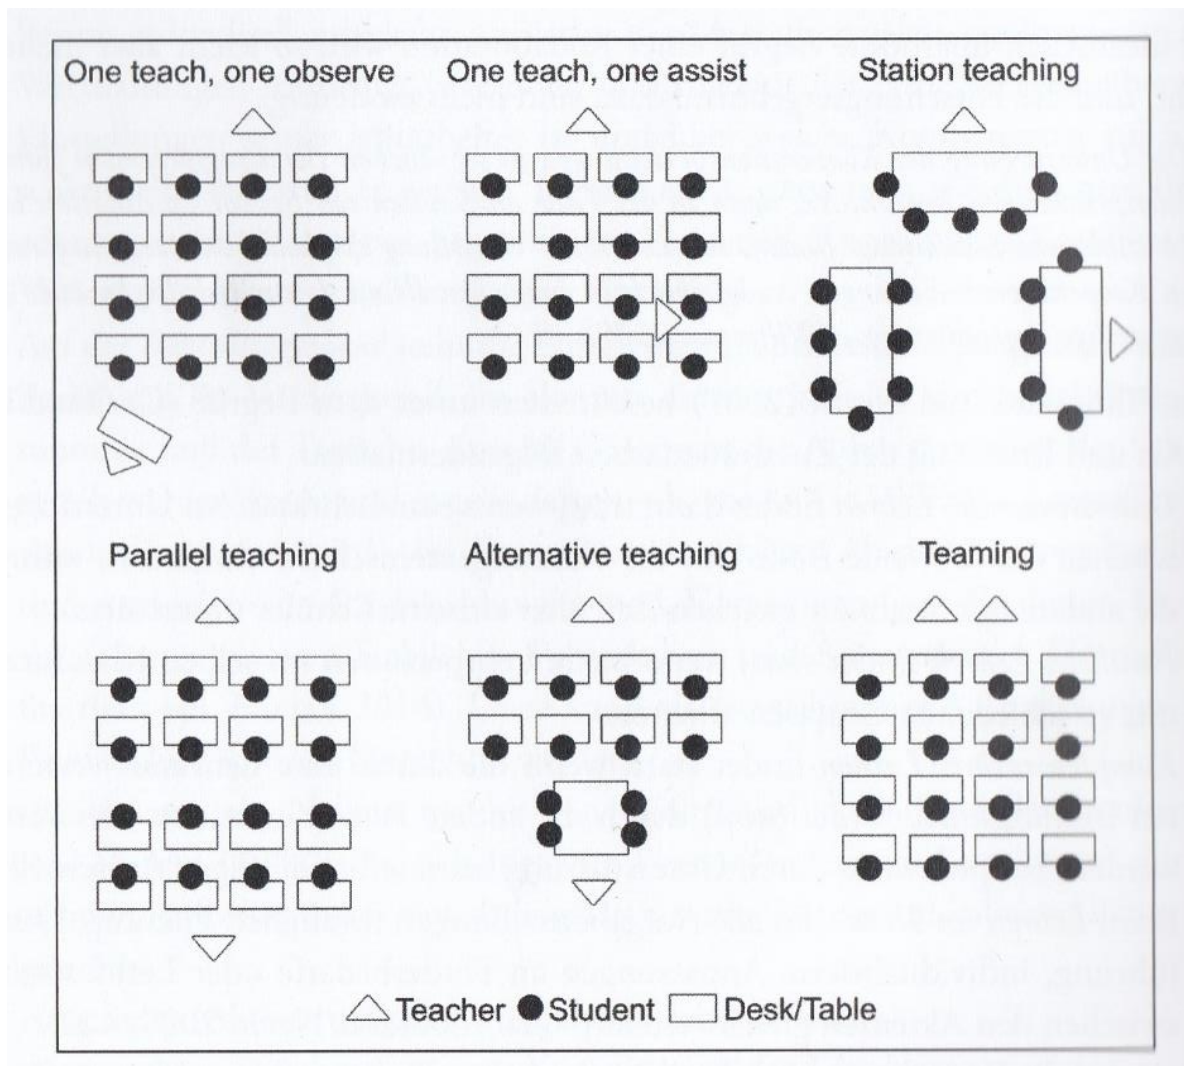 One teach, one observe
One teach, one assist
Station teaching
Parallel teaching
Alternative teaching
Teaming
Teacher Student Desk/Table